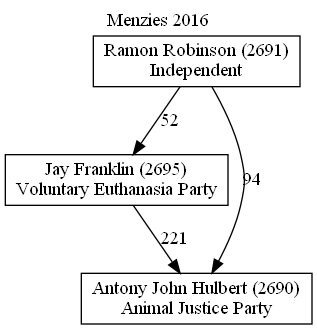 Menzies 2016
Ramon Robinson (2691)
Independent
52
Jay Franklin (2695)
Voluntary Euthanasia Party
94
221
Antony John Hulbert (2690)
Animal Justice Party